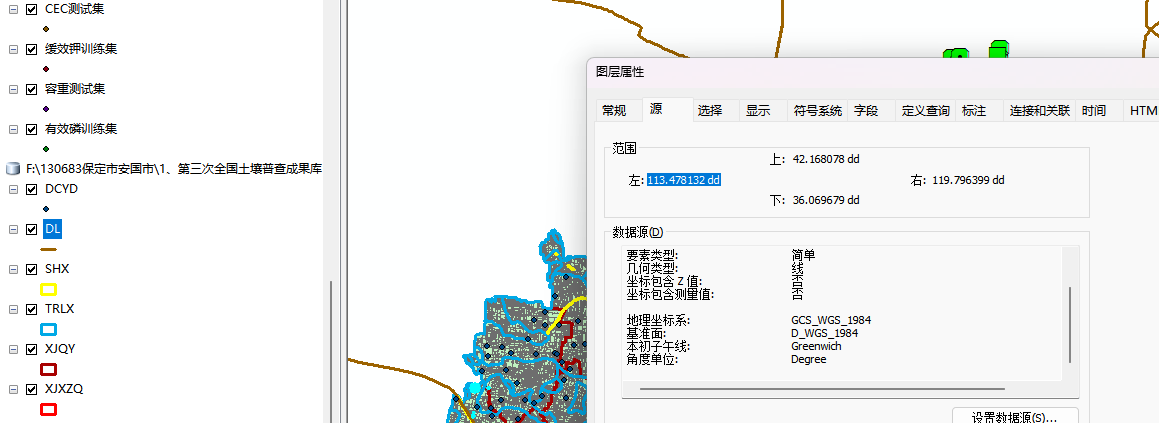 CEC测试集
缓效钾训练集
容重测试集
有效磷训练集
F:\130683保定市安国市\1、第三次全国土壤普查成果库
DCYD
DL
SHX
TRLX
XJQY
XJXZQ
图层属性
常规 源 选择 显示 符号系统 字段 定义查询 标注 连接和关联 时间 HTM
范围
上: 42.168078 dd
左: 113.478132 dd 右: 119.796399 dd
下: 36.069679 dd
数据源(D)
要素类型: 简单
几何类型: 线
坐标包含 Z 值: 否
坐标包含测量值: 否
地理坐标系: GCS_WGS_1984
基准面: D_WGS_1984
本初子午线: Greenwich
角度单位: Degree
设置数据源(S)...